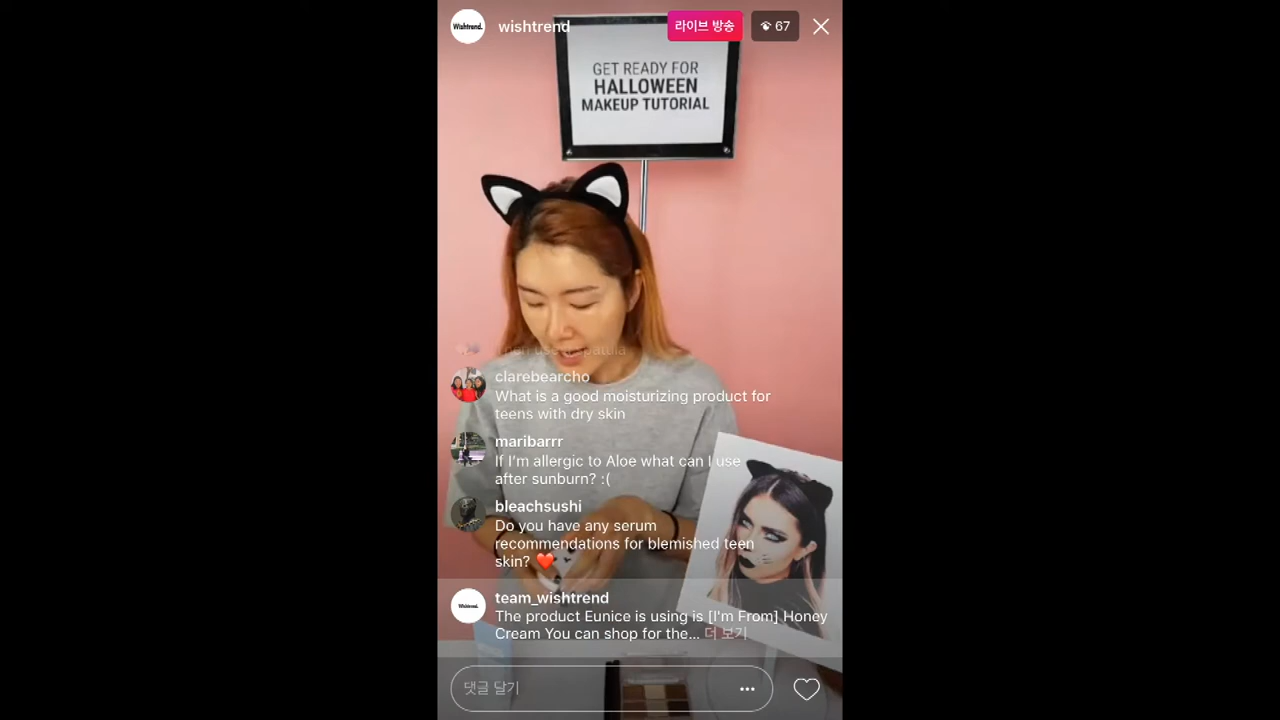 Wishtrend.
wishtrend
라이브 방송
67
GET READY FOR
HALLOWEEN
MAKEUP TUTORIAL
clarebearcho
What is a good moisturizing product for
teens with dry skin
maribarrr
If I'm allergic to Aloe what can I use
after sunburn? :(
bleachsushi
Do you have any serum
recommendations for blemished teen
skin? ❤️
Wishtrend.
team_wishtrend
The product Eunice is using is [I'm From] Honey
Cream You can shop for the... 더 보기
댓글 달기